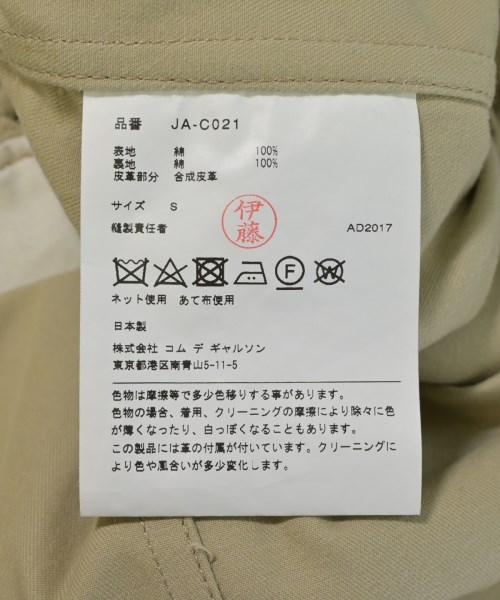 品番 JA-C021
表地 綿 100%
裏地 綿 100%
皮革部分 合成皮革
サイズ S
伊藤
縫製責任者 AD2017
F W
ネット使用 あて布使用
日本製
株式会社 コム デ ギャルソン
東京都港区南青山5-11-5
色物は摩擦等で多少色移りする事があります。
色物の場合、着用、クリーニングの摩擦により除々に色
が薄くなったり、白っぽくなることもあります。
この製品には革の付属が付いています。クリーニングに
より色や風合いが多少変化します。